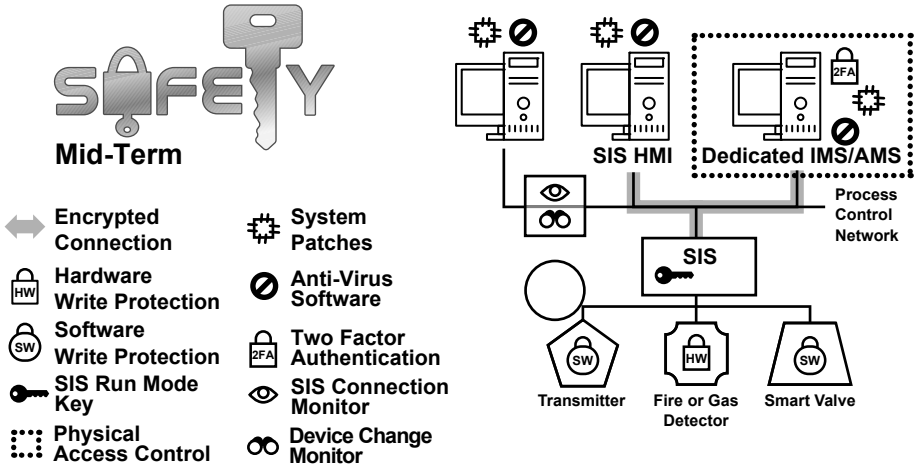 SAFETY
Mid-Term
Encrypted
Connection
HW
Hardware
Write Protection
SW
Software
Write Protection
SIS Run Mode
Key
Physical
Access Control
System
Patches
Anti-Virus
Software
2FA
Two Factor
Authentication
SIS Connection
Monitor
Device Change
Monitor
2FA
SIS HMI
Dedicated IMS/AMS
Process
Control
Network
SIS
SW
HW
SW
Transmitter
Fire or Gas
Detector
Smart Valve